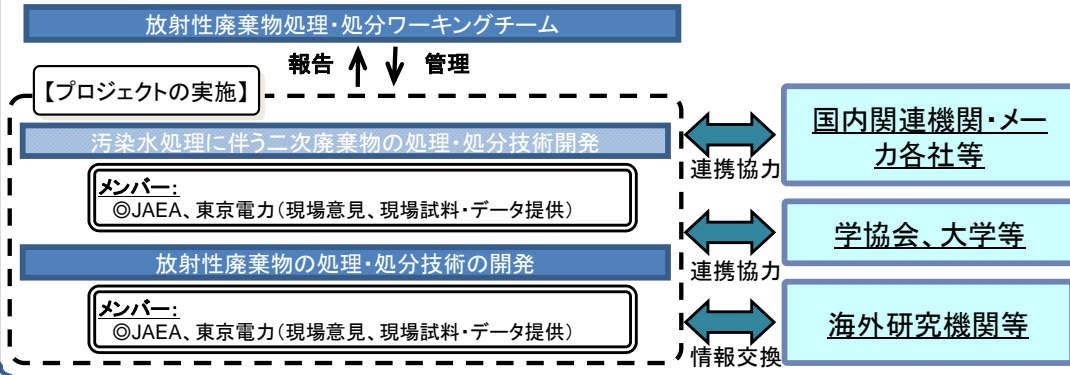 放射性廃棄物処理・処分ワーキングチーム
報告
管理
【プロジェクトの実施】
汚染水処理に伴う二次廃棄物の処理・処分技術開発
メンバー：
◎JAEA、東京電力（現場意見、現場試料・データ提供）
放射性廃棄物の処理・処分技術の開発
メンバー：
◎JAEA、東京電力（現場意見、現場試料・データ提供）
連携協力
国内関連機関・メー
カ各社等
連携協力
学協会、大学等
情報交換
海外研究機関等